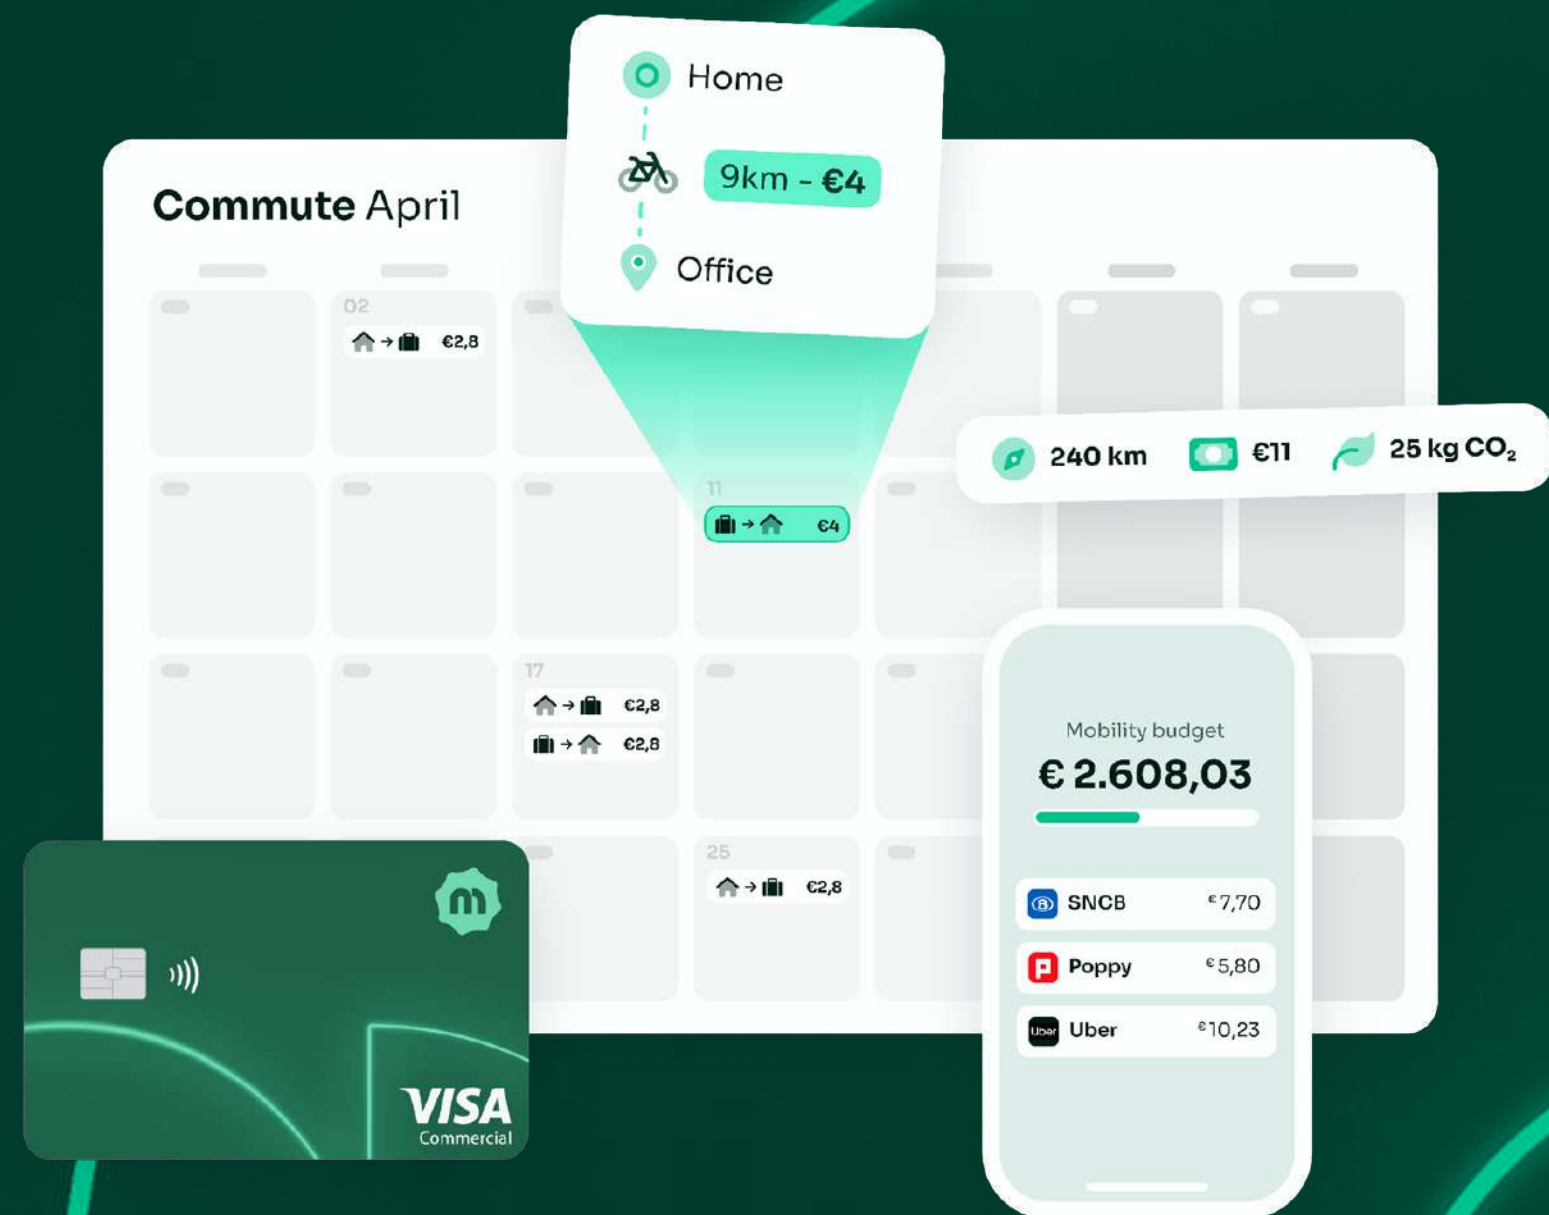 Home
9km - €4
Office
Commute April
02
€2,8
240 km €11 25 kg CO₂
11
€4
17
€2,8
€2,8
Mobility budget
€ 2.608,03
25
€2,8
SNCB €7,70
Poppy €5,80
Uber Uber €10,23
m
VISA
Commercial